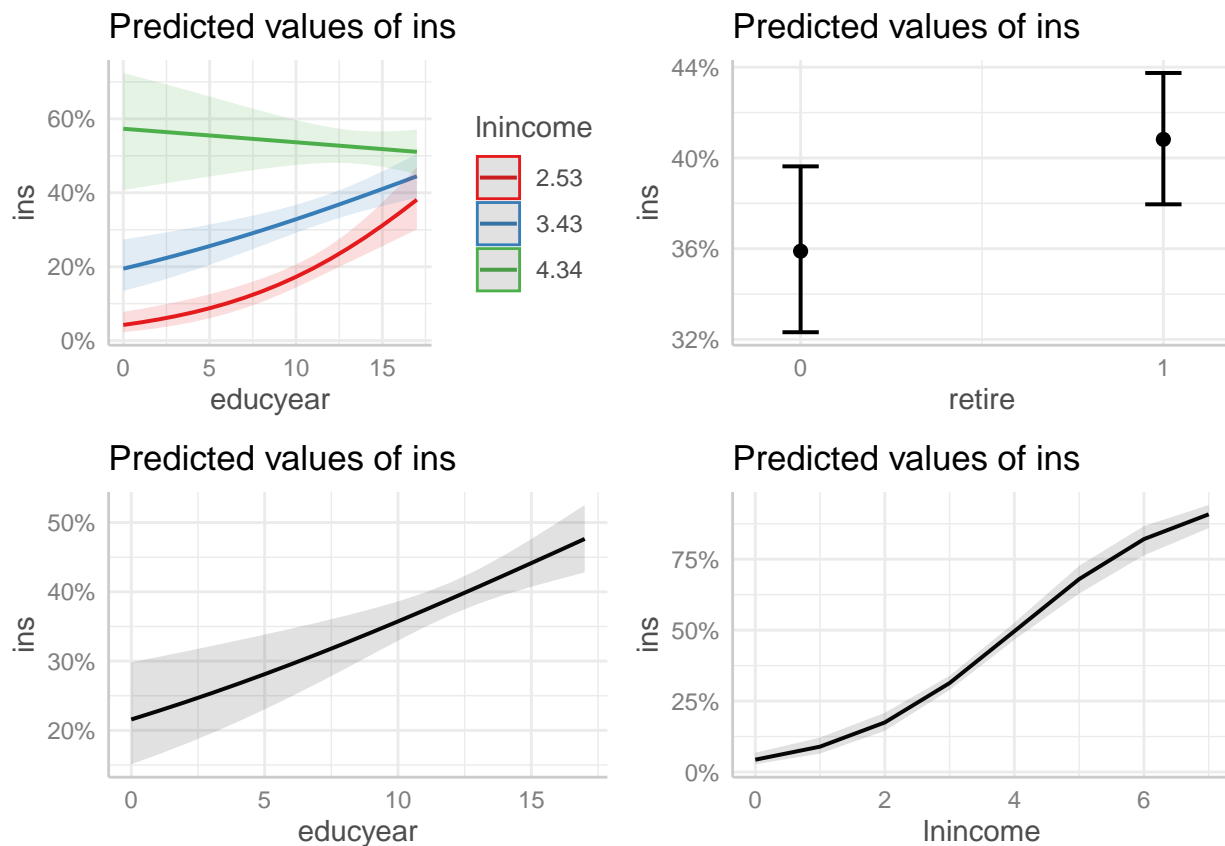 Predicted values of ins
60%
40%
20%
0%
ins
0 5 10 15
educyear
lnincome
2.53
3.43
4.34
Predicted values of ins
44%
40%
36%
32%
ins
0 1
retire
Predicted values of ins
50%
40%
30%
20%
ins
0 5 10 15
educyear
Predicted values of ins
75%
50%
25%
0%
ins
0 2 4 6
lnincome